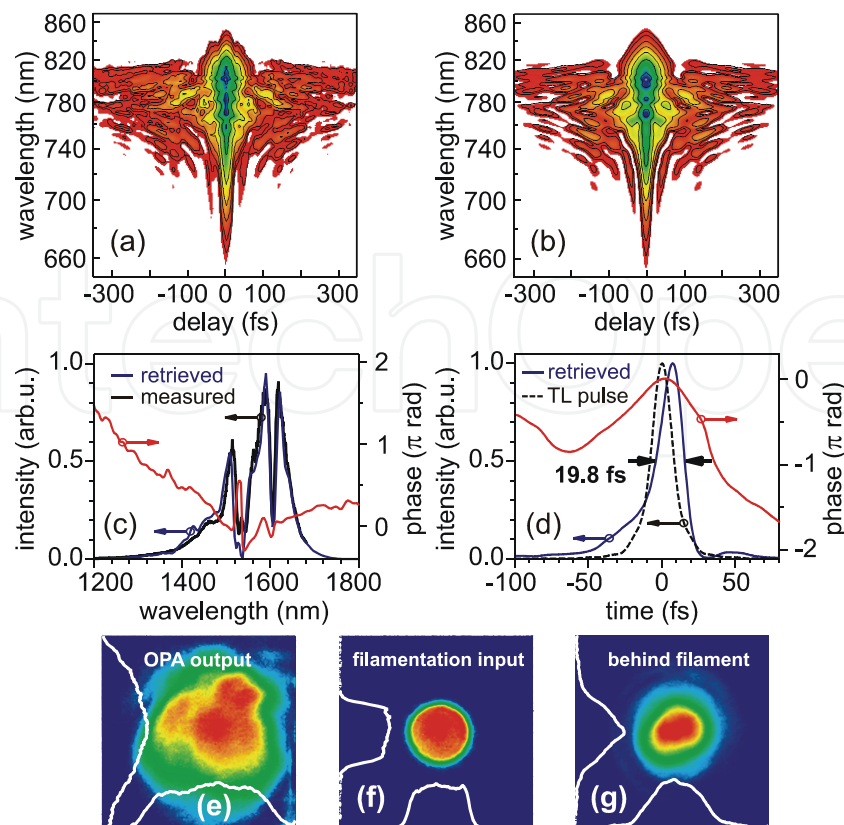 860
820
780
740
700
660
wavelength (nm)
(a)
-300
-100
0
100
300
delay (fs)
860
820
780
740
700
660
wavelength (nm)
(b)
-300
-100
0
100
300
delay (fs)
1.0
0.5
0.0
intensity (arb.u.)
retrieved
measured
(c)
2
1
0
phase (π rad)
1200
1400
1600
1800
wavelength (nm)
1.0
0.5
0.0
intensity (arb.u.)
retrieved
TL pulse
19.8 fs
(d)
0
-1
-2
phase (π rad)
-100
-50
0
50
time (fs)
OPA output
(e)
filamentation input
(f)
behind filament
(g)